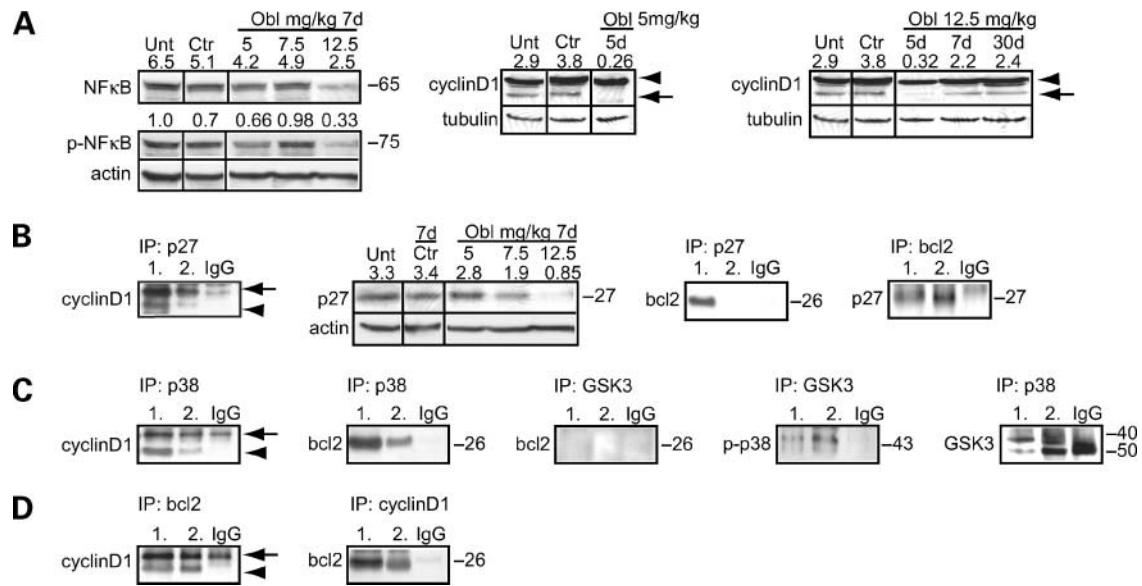 A
Obl mg/kg 7d
Unt Ctr 5 7.5 12.5
6.5 5.1 4.2 4.9 2.5
NFκB –65
1.0 0.7 0.66 0.98 0.33
p-NFκB –75
actin
Obl 5mg/kg
Unt Ctr 5d
2.9 3.8 0.26
cyclinD1
tubulin
Obl 12.5 mg/kg
Unt Ctr 5d 7d 30d
2.9 3.8 0.32 2.2 2.4
cyclinD1
tubulin
B
IP: p27
1. 2. IgG
cyclinD1
7d Obl mg/kg 7d
Unt Ctr 5 7.5 12.5
3.3 3.4 2.8 1.9 0.85
p27 –27
actin
IP: p27
1. 2. IgG
bcl2 –26
IP: bcl2
1. 2. IgG
p27 –27
C
IP: p38
1. 2. IgG
cyclinD1
IP: p38
1. 2. IgG
bcl2 –26
IP: GSK3
1. 2. IgG
bcl2 –26
IP: GSK3
1. 2. IgG
p-p38 –43
IP: p38
1. 2. IgG
–40
GSK3 –50
D
IP: bcl2
1. 2. IgG
cyclinD1
IP: cyclinD1
1. 2. IgG
bcl2 –26